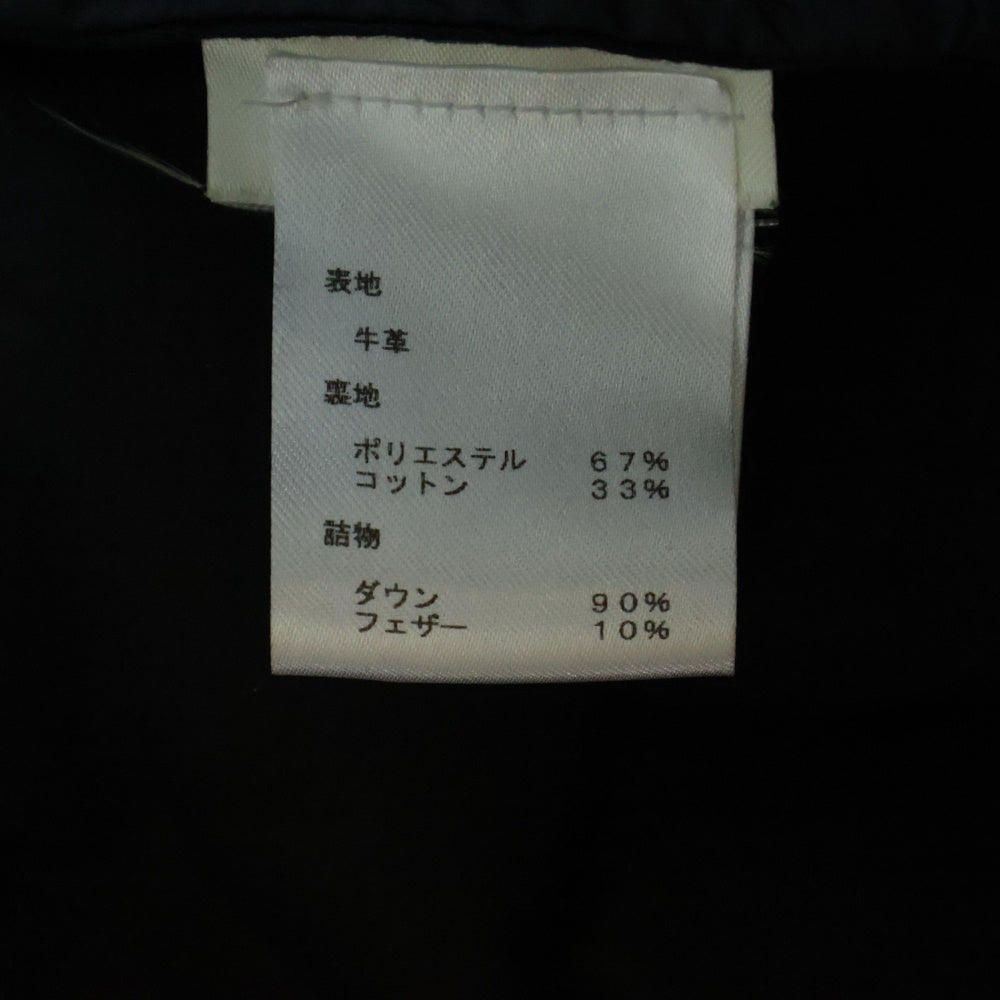 表地
牛革
裏地
ポリエステル 67%
コットン 33%
詰物
ダウン 90%
フェザー 10%